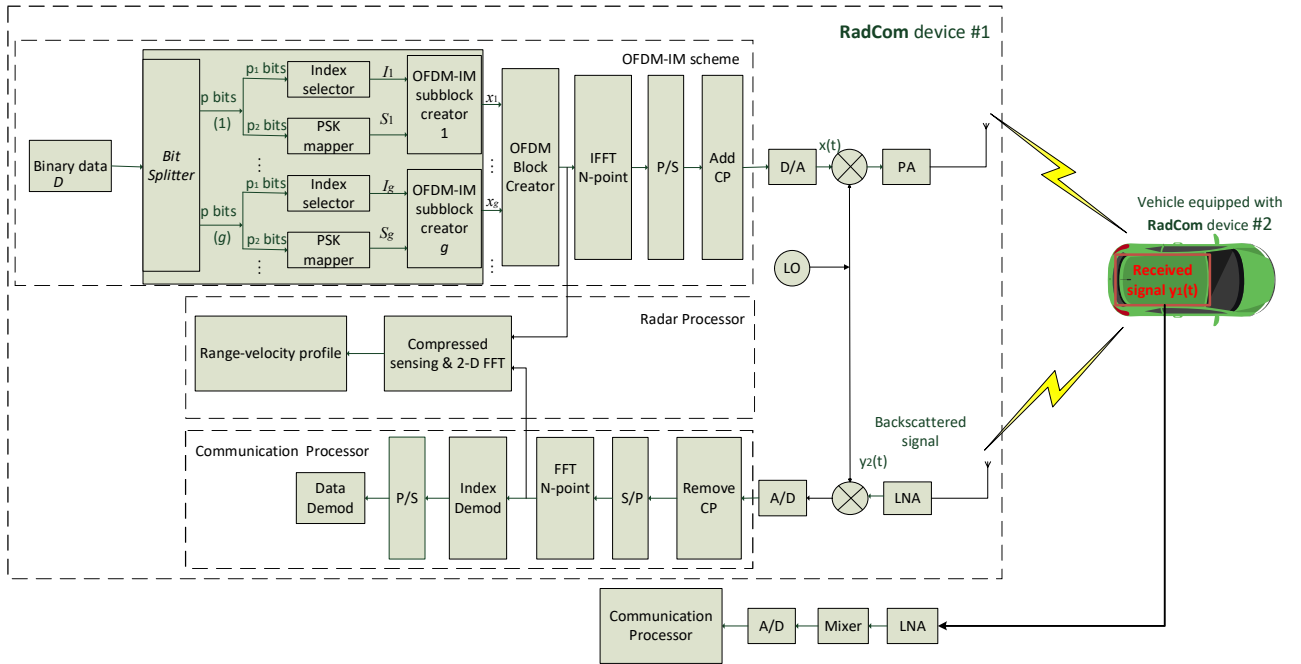 RadCom device #1
OFDM-IM scheme
Binary data
D
Bit
Splitter
p bits
(1)
p1 bits
Index
selector
I1
p2 bits
PSK
mapper
S1
OFDM-IM
subblock
creator
1
x1
⋮
⋮
p bits
(g)
p1 bits
Index
selector
Ig
p2 bits
PSK
mapper
Sg
⋮
OFDM-IM
subblock
creator
g
xg
⋮
OFDM
Block
Creator
IFFT
N-point
P/S
Add
CP
D/A
x(t)
PA
LO
Vehicle equipped with
RadCom device #2
Received
signal y1(t)
Radar Processor
Range-velocity profile
Compressed
sensing & 2-D FFT
Communication Processor
Data
Demod
P/S
Index
Demod
FFT
N-point
S/P
Remove
CP
A/D
y2(t)
LNA
Backscattered
signal
Communication
Processor
A/D
Mixer
LNA